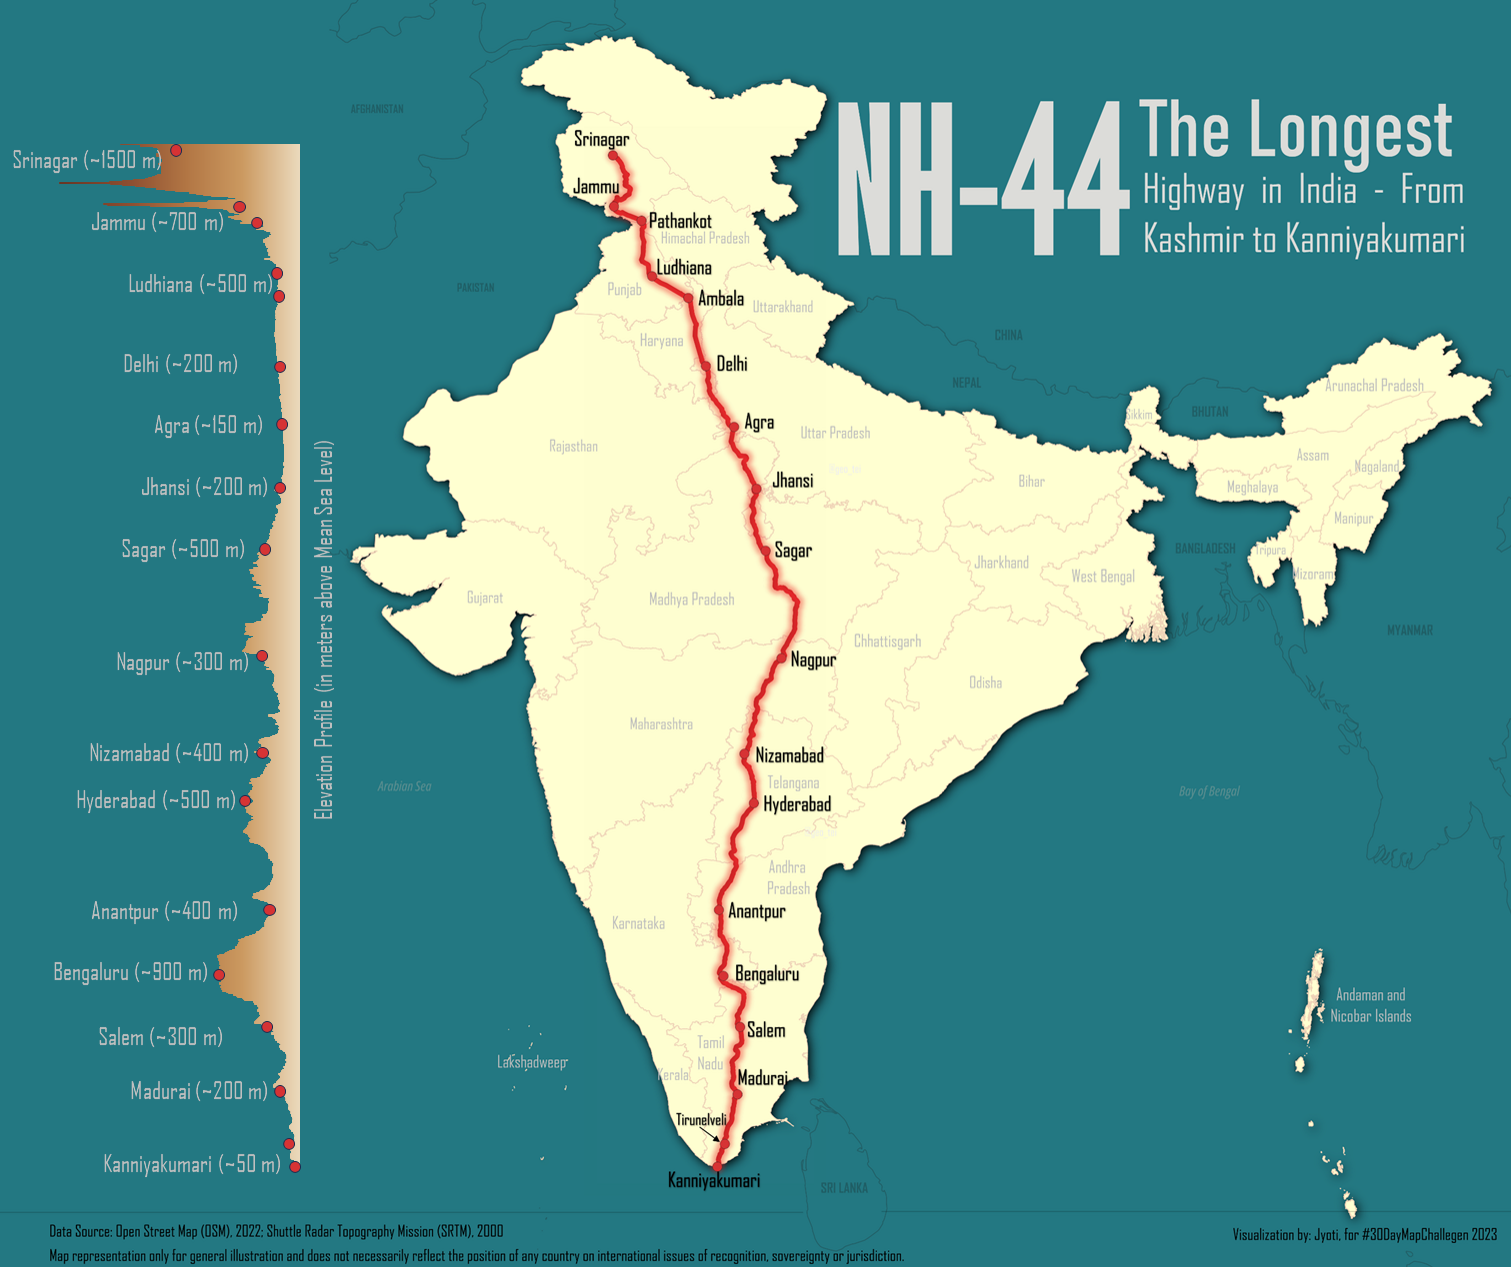 NH-44
The Longest
Highway in India - From
Kashmir to Kanniyakumari
Srinagar (~1500 m)
Jammu (~700 m)
Ludhiana (~500 m)
Delhi (~200 m)
Agra (~150 m)
Jhansi (~200 m)
Sagar (~500 m)
Nagpur (~300 m)
Nizamabad (~400 m)
Hyderabad (~500 m)
Anantpur (~400 m)
Bengaluru (~900 m)
Salem (~300 m)
Madurai (~200 m)
Kanniyakumari (~50 m)
Elevation Profile (in meters above Mean Sea Level)
AFGHANISTAN
PAKISTAN
CHINA
NEPAL
BHUTAN
BANGLADESH
MYANMAR
SRI LANKA
Arabian Sea
Bay of Bengal
Srinagar
Jammu
Pathankot
Ludhiana
Ambala
Delhi
Agra
Jhansi
Sagar
Nagpur
Nizamabad
Hyderabad
Anantpur
Bengaluru
Salem
Madurai
Tirunelveli
Kanniyakumari
Himachal Pradesh
Punjab
Uttarakhand
Haryana
Rajasthan
Uttar Pradesh
Bihar
Sikkim
Arunachal Pradesh
Assam
Nagaland
Meghalaya
Manipur
Tripura
Mizoram
Jharkhand
West Bengal
Gujarat
Madhya Pradesh
Chhattisgarh
Odisha
Maharashtra
Telangana
Andhra
Pradesh
Karnataka
Tamil
Nadu
Kerala
Lakshadweep
Andaman and
Nicobar Islands
Data Source: Open Street Map (OSM), 2022; Shuttle Radar Topography Mission (SRTM), 2000
Map representation only for general illustration and does not necessarily reflect the position of any country on international issues of recognition, sovereignty or jurisdiction.
Visualization by: Jyoti, for #30DayMapChallegen 2023